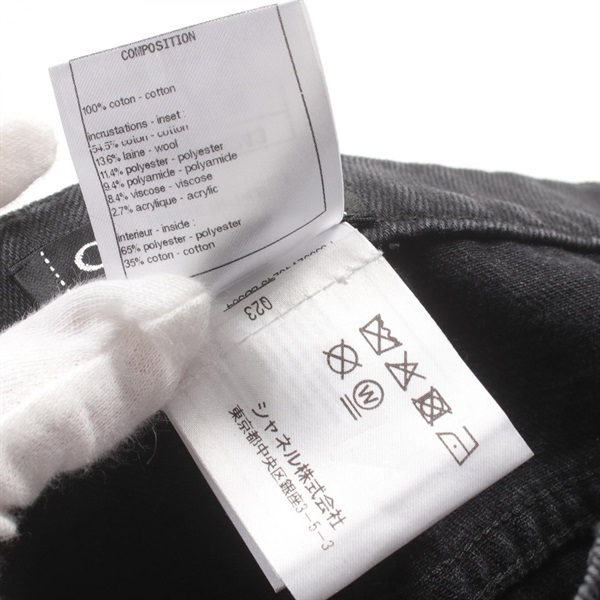 COMPOSITION
100% coton - cotton
incrustations - inset :
54.5% coton - cotton
13.6% laine - wool
11.4% polyester - polyester
9.4% polyamide - polyamide
8.4% viscose - viscose
2.7% acrylique - acrylic
interieur - inside :
65% polyester - polyester
35% coton - cotton
023
W
シャネル株式会社
東京都中央区銀座3-5-3